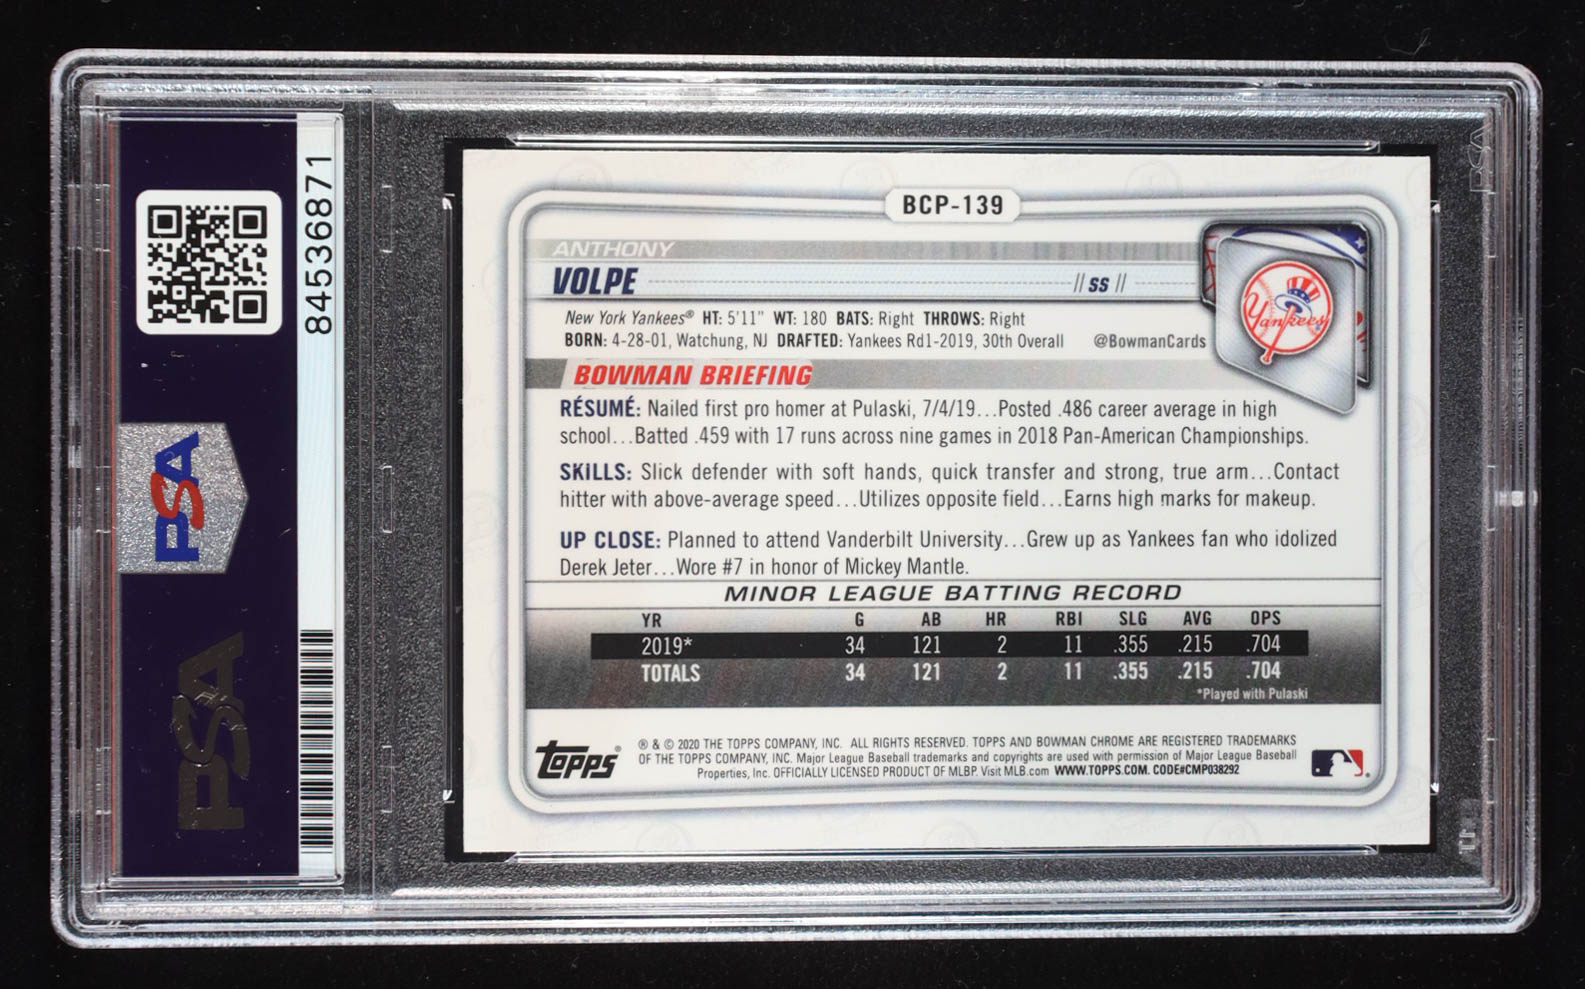 BCP-139
ANTHONY
VOLPE // SS //
Yankees
New York Yankees® HT: 5'11" WT: 180 BATS: Right THROWS: Right
BORN: 4-28-01, Watchung, NJ DRAFTED: Yankees Rd1-2019, 30th Overall @BowmanCards
BOWMAN BRIEFING
RÉSUMÉ: Nailed first pro homer at Pulaski, 7/4/19...Posted .486 career average in high
school...Batted .459 with 17 runs across nine games in 2018 Pan-American Championships.
SKILLS: Slick defender with soft hands, quick transfer and strong, true arm...Contact
hitter with above-average speed...Utilizes opposite field...Earns high marks for makeup.
UP CLOSE: Planned to attend Vanderbilt University...Grew up as Yankees fan who idolized
Derek Jeter...Wore #7 in honor of Mickey Mantle.
MINOR LEAGUE BATTING RECORD
YR G AB HR RBI SLG AVG OPS
2019* 34 121 2 11 .355 .215 .704
TOTALS 34 121 2 11 .355 .215 .704
*Played with Pulaski
Topps®
® & © 2020 THE TOPPS COMPANY, INC. ALL RIGHTS RESERVED. TOPPS AND BOWMAN CHROME ARE REGISTERED TRADEMARKS
OF THE TOPPS COMPANY, INC. Major League Baseball trademarks and copyrights are used with permission of Major League Baseball
Properties, Inc. OFFICIALLY LICENSED PRODUCT OF MLBP. Visit MLB.com WWW.TOPPS.COM. CODE#CMP038292
84536871
PSA
PSA
PSA